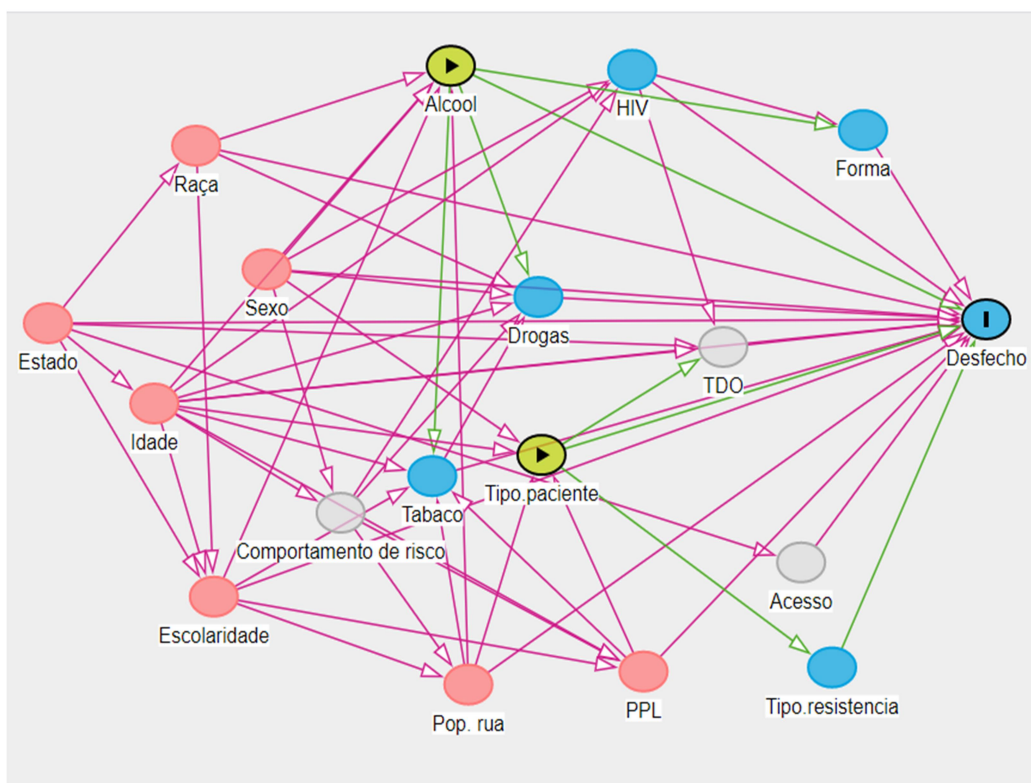 Alcool
HIV
Forma
Raça
Sexo
Drogas
Estado
TDO
Desfecho
Idade
Tipo.paciente
Tabaco
Comportamento de risco
Acesso
Escolaridade
Pop. rua
PPL
Tipo.resistencia